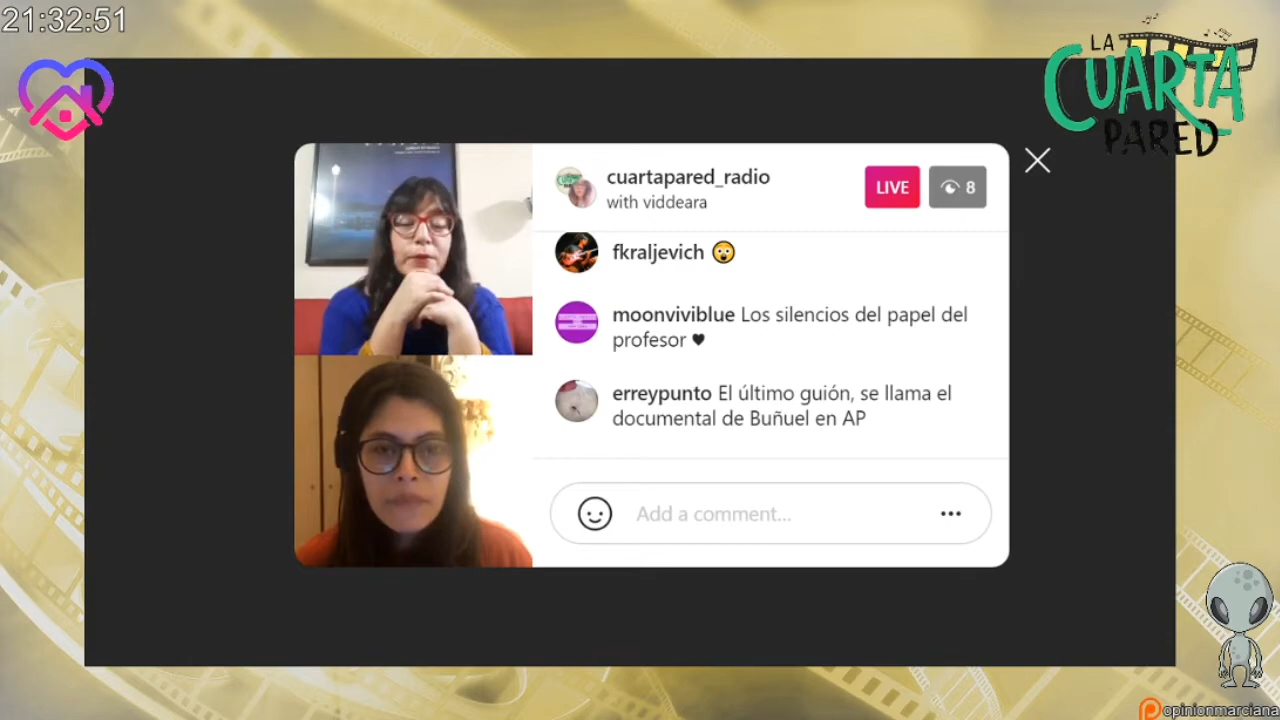 21:32:51
LA
CUARTA
PARED
cuartapared_radio
with viddeara
LIVE
8
fkraljevich 😲
moonviviblue Los silencios del papel del
profesor ♥
erreypunto El último guión, se llama el
documental de Buñuel en AP
Add a comment...
opinionmarciana